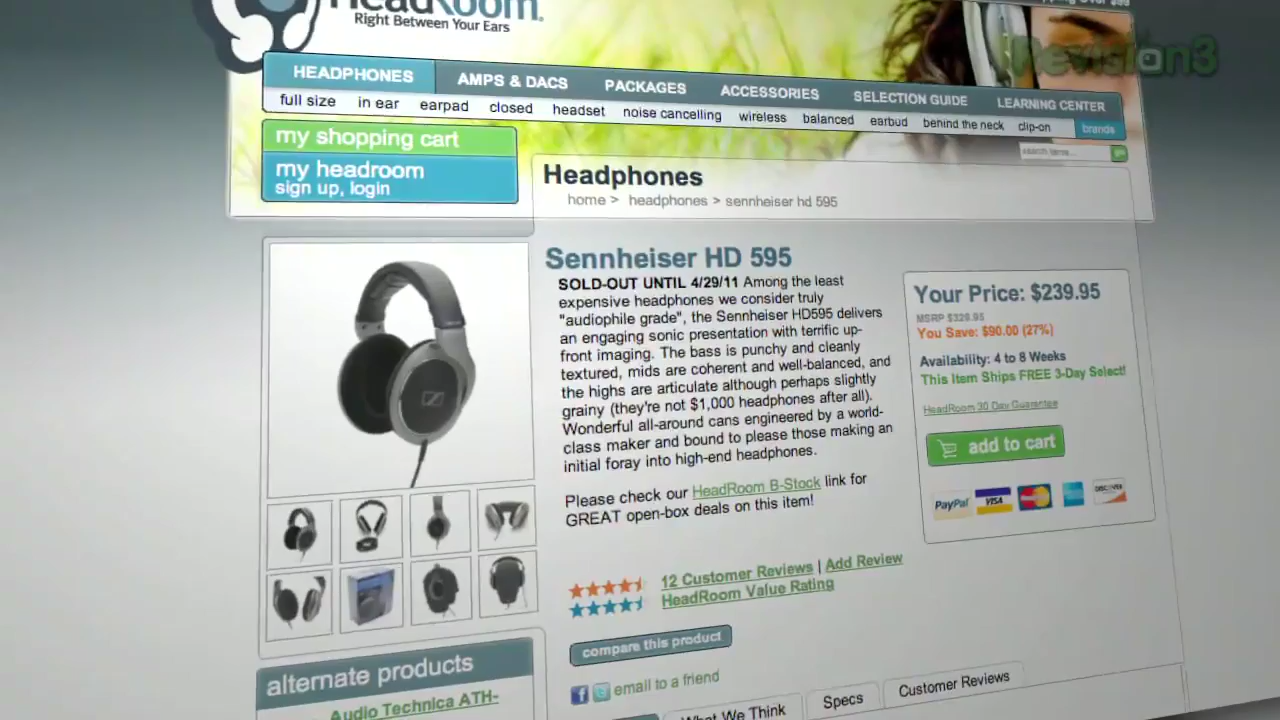 HeadRoom
Right Between Your Ears
Revision3
HEADPHONES AMPS & DACS PACKAGES ACCESSORIES SELECTION GUIDE LEARNING CENTER
full size in ear earpad closed headset noise cancelling wireless balanced earbud behind the neck clip-on brands
my shopping cart
my headroom
sign up, login
Headphones
home > headphones > sennheiser hd 595
Sennheiser HD 595
SOLD-OUT UNTIL 4/29/11 Among the least
expensive headphones we consider truly
"audiophile grade", the Sennheiser HD595 delivers
an engaging sonic presentation with terrific up-
front imaging. The bass is punchy and cleanly
textured, mids are coherent and well-balanced, and
the highs are articulate although perhaps slightly
grainy (they're not $1,000 headphones after all).
Wonderful all-around cans engineered by a world-
class maker and bound to please those making an
initial foray into high-end headphones.
Please check our HeadRoom B-Stock link for
GREAT open-box deals on this item!
12 Customer Reviews | Add Review
HeadRoom Value Rating
compare this product
email to a friend
What We Think Specs Customer Reviews
Your Price: $239.95
MSRP $329.95
You Save: $90.00 (27%)
Availability: 4 to 8 Weeks
This Item Ships FREE 3-Day Select!
HeadRoom 30 Day Guarantee
add to cart
PayPal VISA MasterCard DISCOVER
alternate products
Audio Technica ATH-